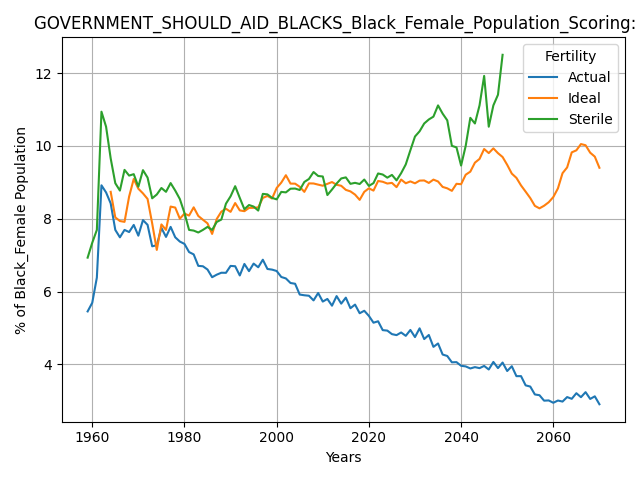 GOVERNMENT_SHOULD_AID_BLACKS_Black_Female_Population_Scoring:
Fertility
Actual
Ideal
Sterile
% of Black_Female Population
12
10
8
6
4
1960
1980
2000
2020
2040
2060
Years